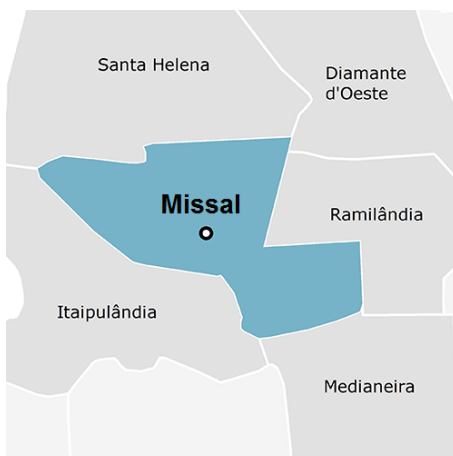 Santa Helena
Diamante
d'Oeste
Missal
Ramilândia
Itaipulândia
Medianeira